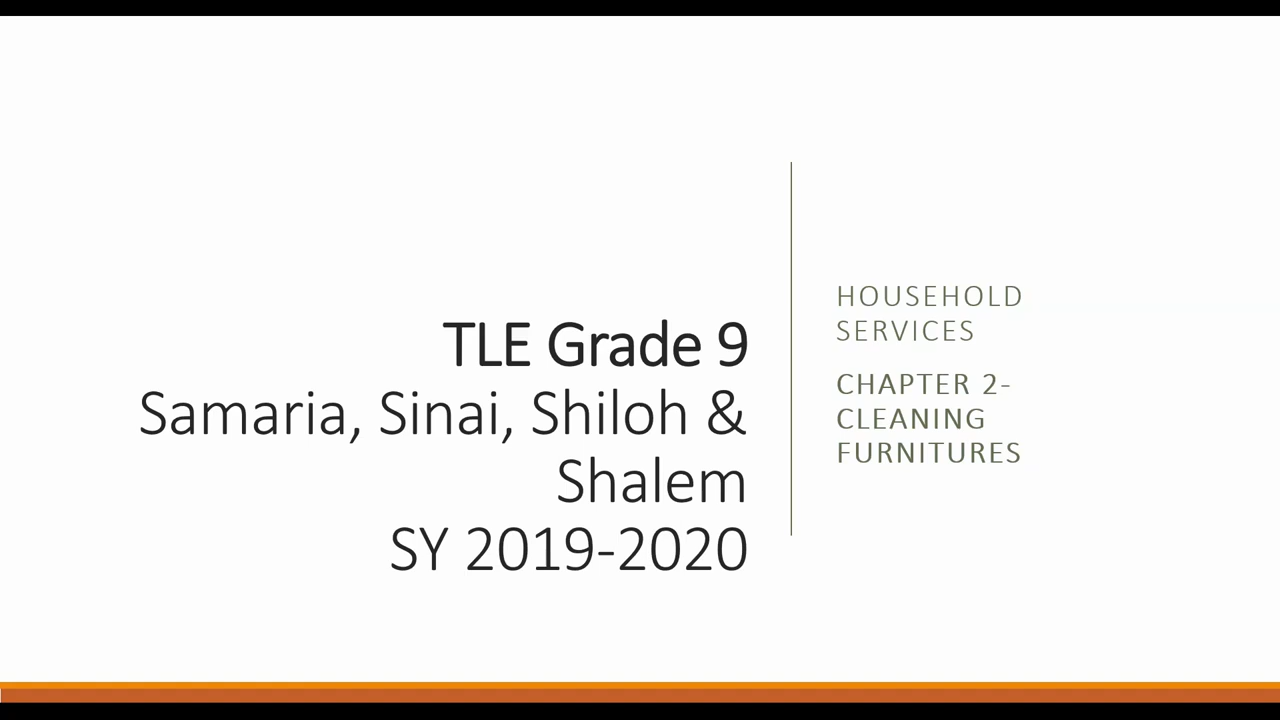 TLE Grade 9
Samaria, Sinai, Shiloh &
Shalem
SY 2019-2020
HOUSEHOLD
SERVICES
CHAPTER 2-
CLEANING
FURNITURES